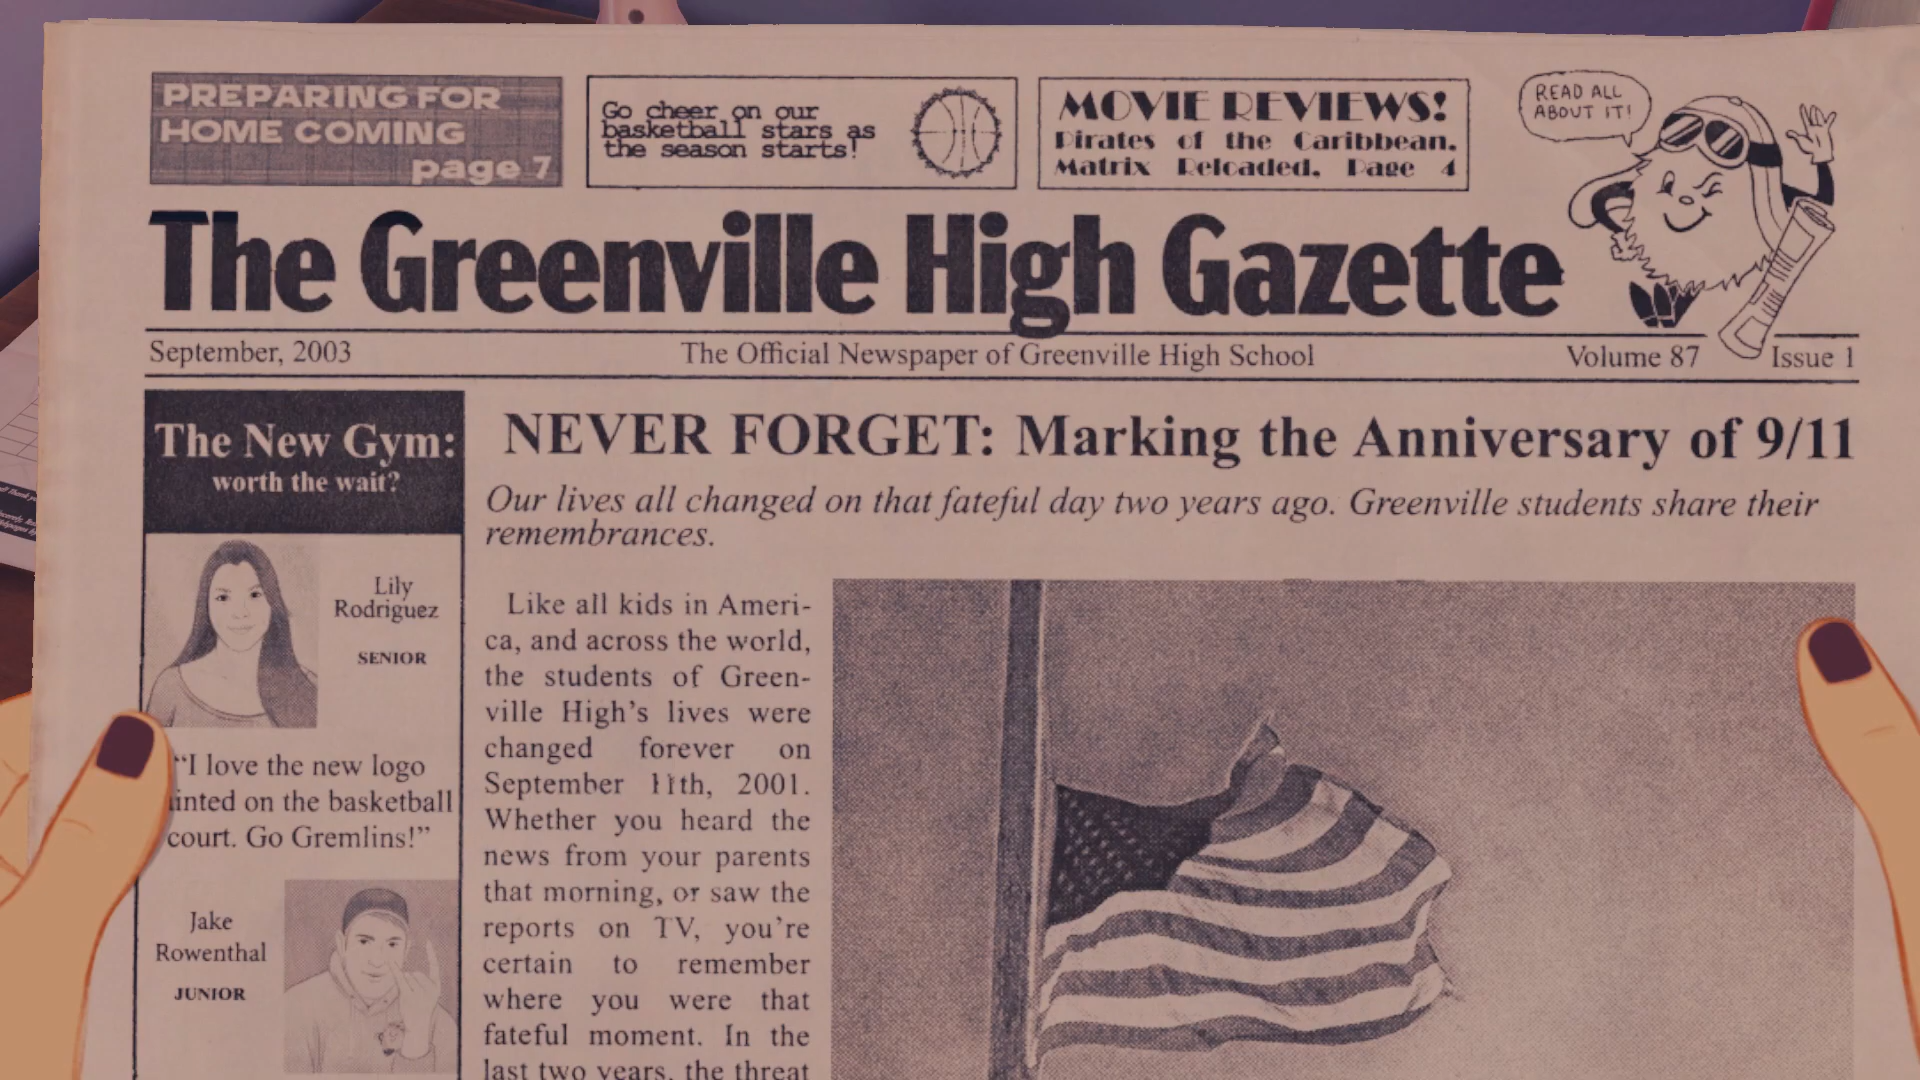 PREPARING FOR
HOME COMING
page 7
Go cheer on our
basketball stars as
the season starts!
MOVIE REVIEWS!
Pirates of the Caribbean.
Matrix Reloaded. Page 4
READ ALL
ABOUT IT!
The Greenville High Gazette
September, 2003
The Official Newspaper of Greenville High School
Volume 87
Issue 1
The New Gym:
worth the wait?
Lily
Rodriguez
SENIOR
“I love the new logo
inted on the basketball
court. Go Gremlins!”
Jake
Rowenthal
JUNIOR
NEVER FORGET: Marking the Anniversary of 9/11
Our lives all changed on that fateful day two years ago. Greenville students share their
remembrances.
Like all kids in Ameri-
ca, and across the world,
the students of Green-
ville High’s lives were
changed forever on
September 11th, 2001.
Whether you heard the
news from your parents
that morning, or saw the
reports on TV, you’re
certain to remember
where you were that
fateful moment. In the
last two years, the threat